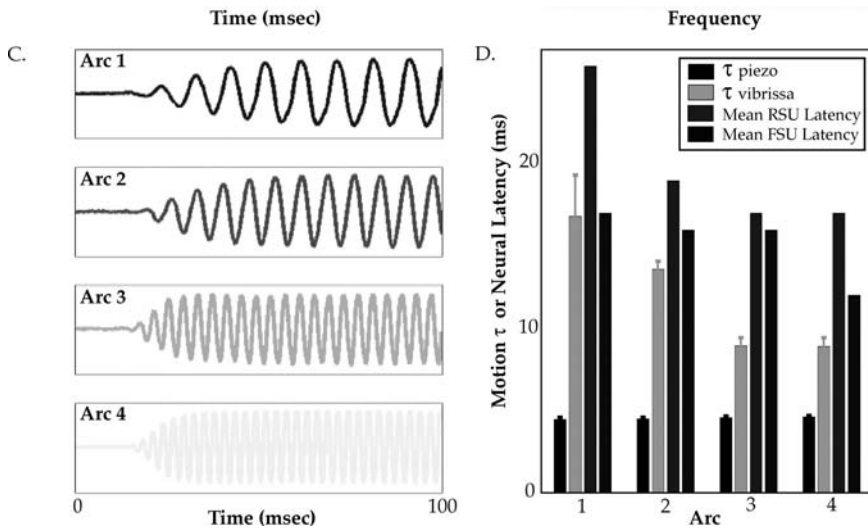 Time (msec)
Frequency
C.
Arc 1
Arc 2
Arc 3
Arc 4
0
100
Time (msec)
D.
τ piezo
τ vibrissa
Mean RSU Latency
Mean FSU Latency
Motion τ or Neural Latency (ms)
20
10
0
1
2
3
4
Arc